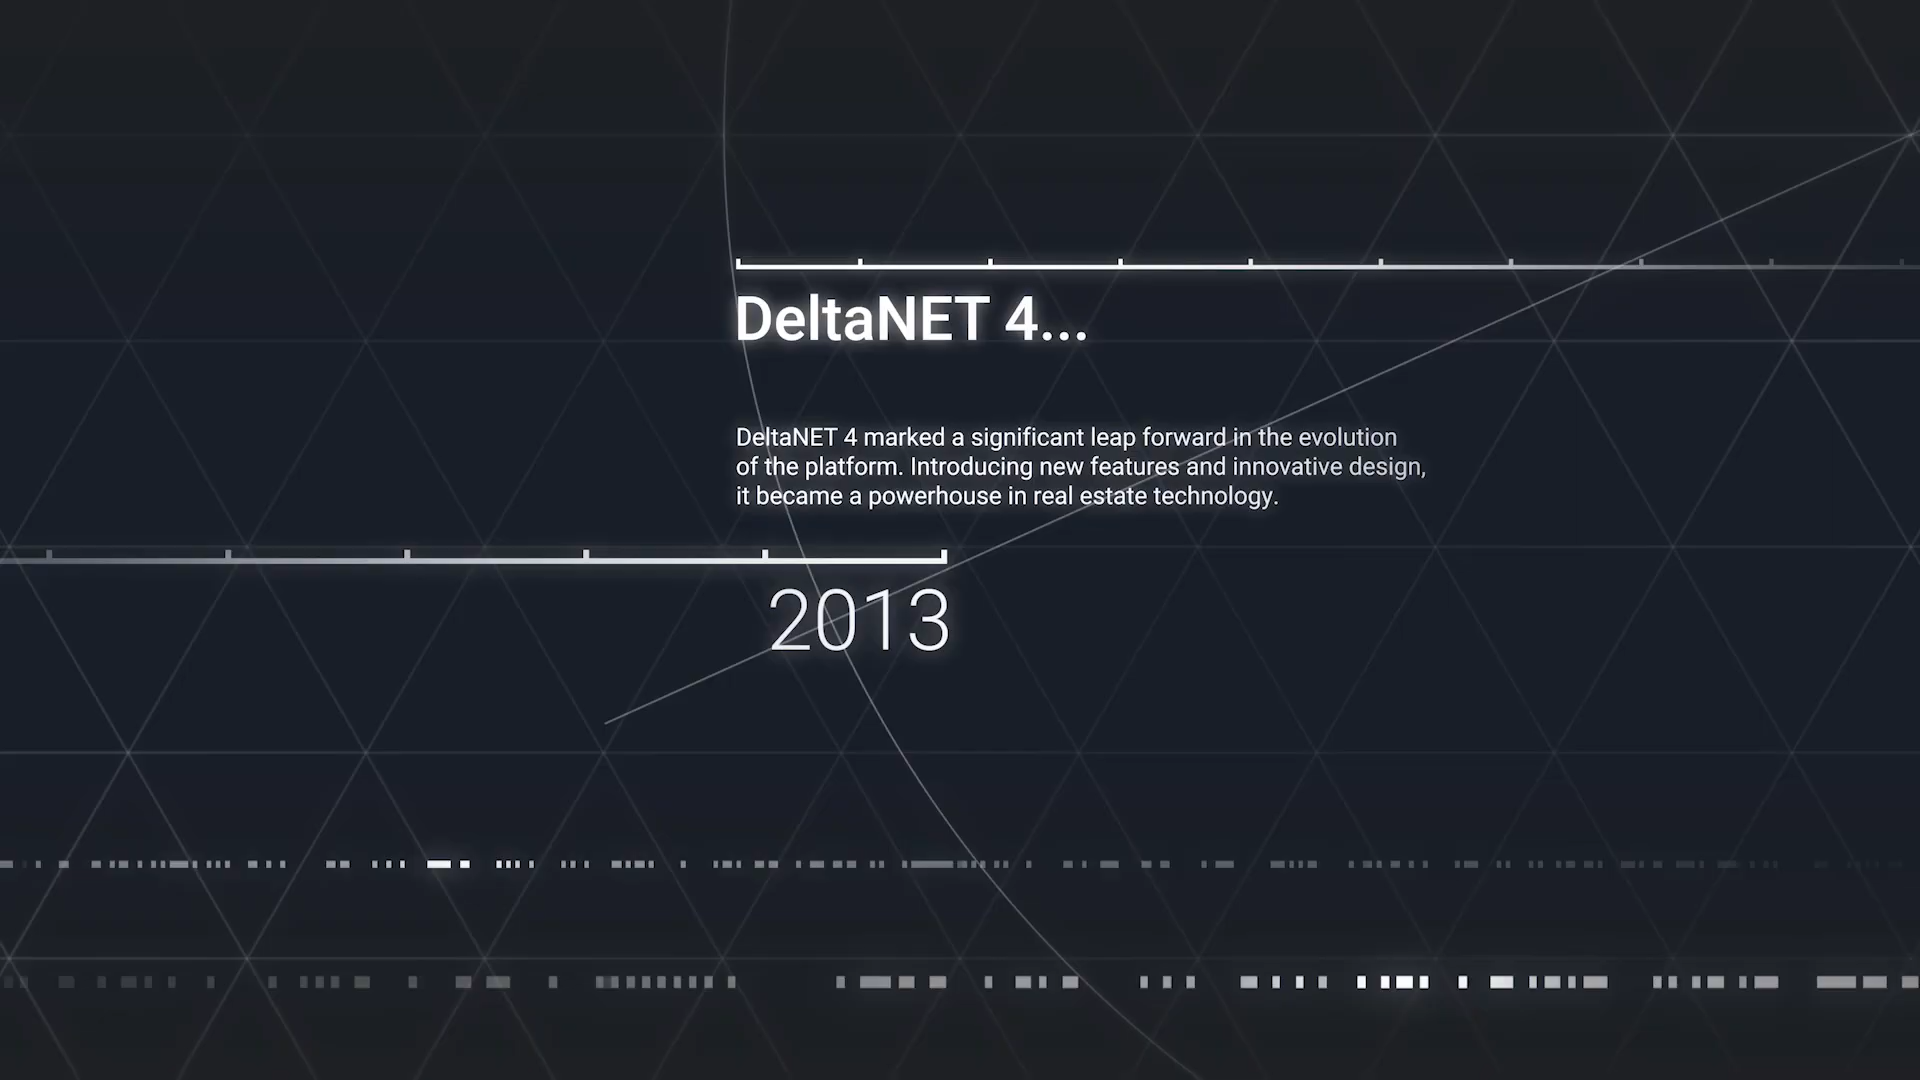 DeltaNET 4...
DeltaNET 4 marked a significant leap forward in the evolution
of the platform. Introducing new features and innovative design,
it became a powerhouse in real estate technology.
2013